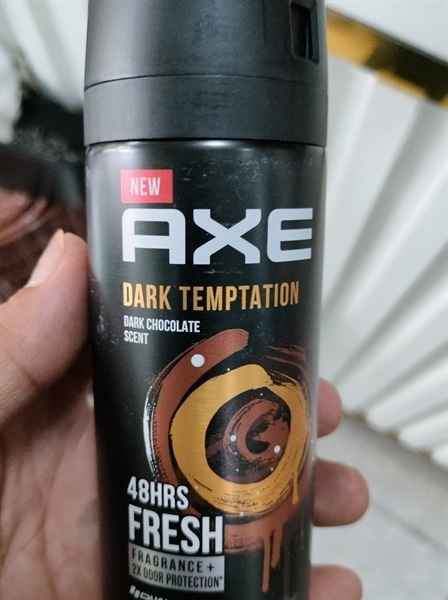 NEW
AXE
DARK TEMPTATION
DARK CHOCOLATE
SCENT
48HRS
FRESH
FRAGRANCE +
2X ODOR PROTECTION*